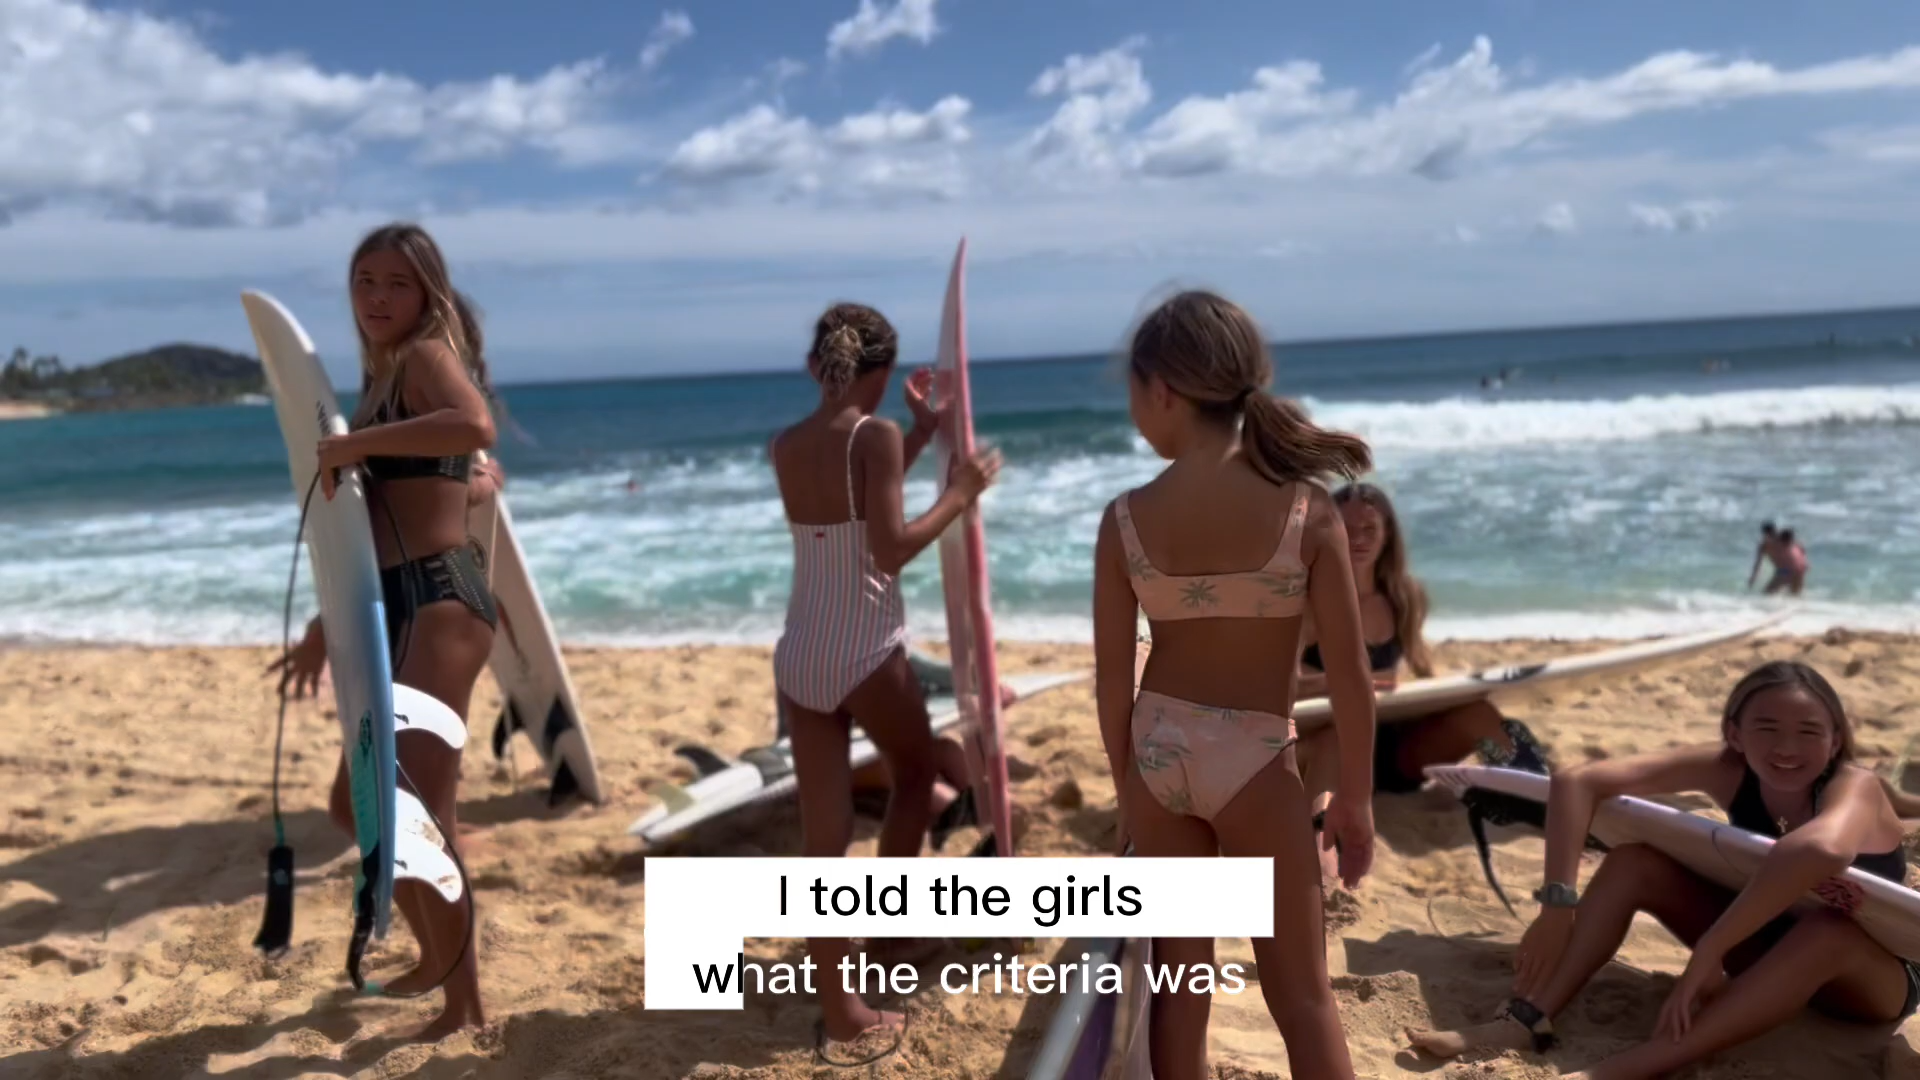 I told the girls
what the criteria was